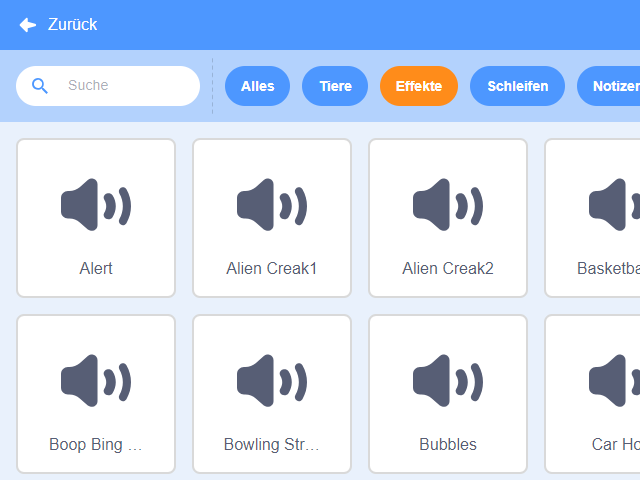 Zurück
Suche
Alles
Tiere
Effekte
Schleifen
Notizen
Alert
Alien Creak1
Alien Creak2
Basketba
Boop Bing ...
Bowling Str...
Bubbles
Car Ho